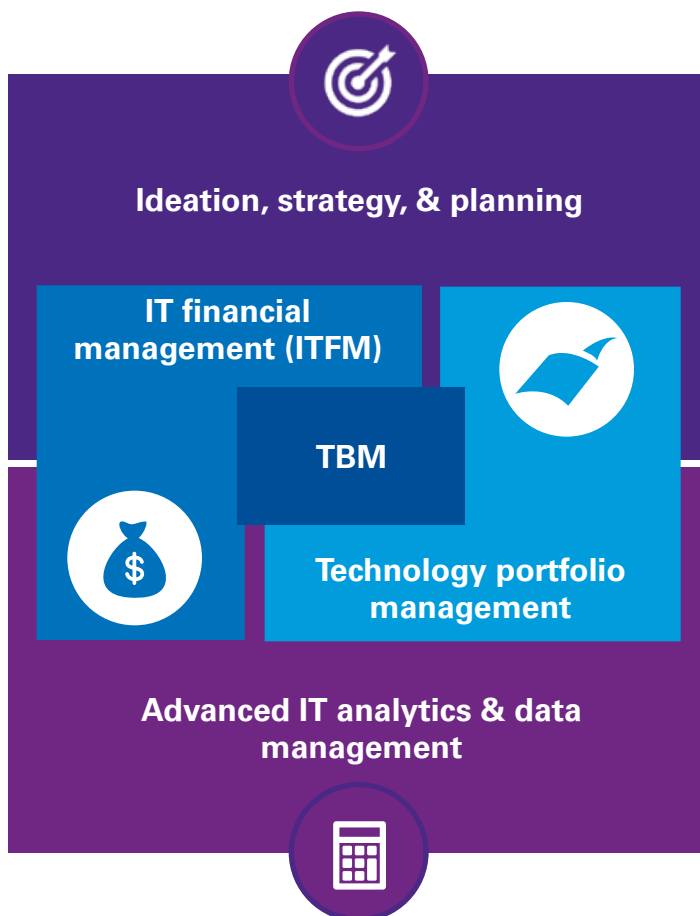 Ideation, strategy, & planning
IT financial
management (ITFM)
TBM
$
Technology portfolio
management
Advanced IT analytics & data
management